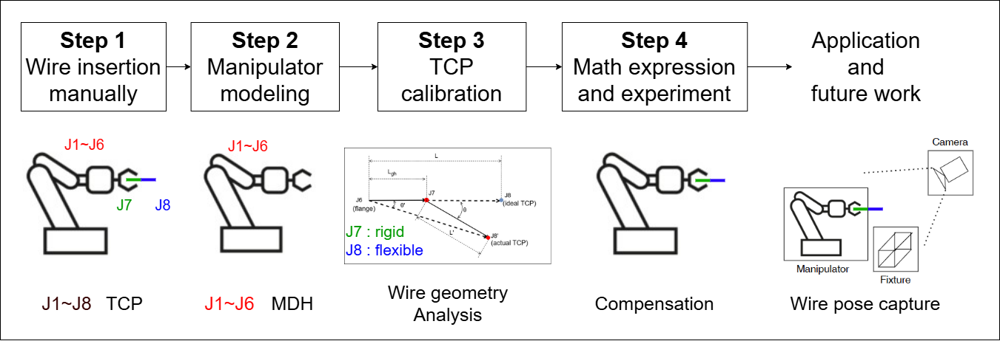 Step 1
Wire insertion
manually
Step 2
Manipulator
modeling
Step 3
TCP
calibration
Step 4
Math expression
and experiment
Application
and
future work
J1~J6
J7
J8
J1~J8 TCP
J1~J6
J1~J6 MDH
L
Lgh
J7
J6
(flange)
θ'
θ
J8
(ideal TCP)
L'
J8'
(actual TCP)
J7 : rigid
J8 : flexible
Wire geometry
Analysis
Compensation
Camera
Manipulator
Fixture
Wire pose capture